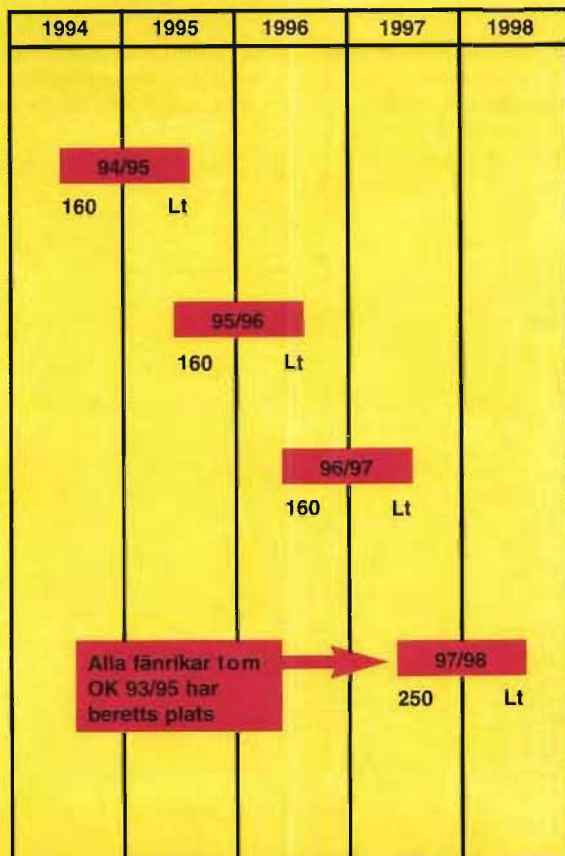 1994 1995 1996 1997 1998
94/95
160 Lt
95/96
160 Lt
96/97
160 Lt
Alla fänrikar tom
OK 93/95 har
beretts plats
97/98
250 Lt